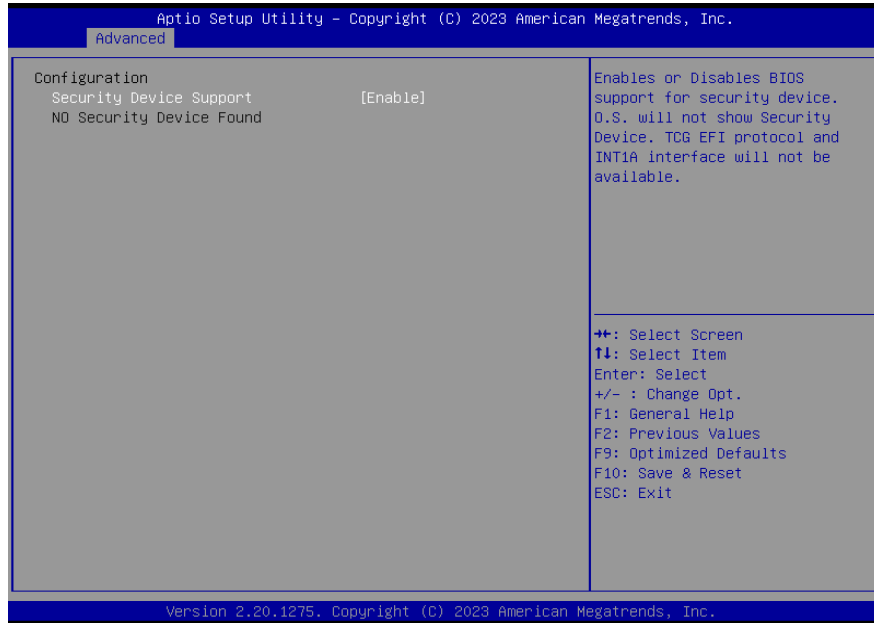 Aptio Setup Utility – Copyright (C) 2023 American Megatrends, Inc.
Advanced
Configuration
Security Device Support [Enable]
NO Security Device Found
Enables or Disables BIOS
support for security device.
O.S. will not show Security
Device. TCG EFI protocol and
INT1A interface will not be
available.
→←: Select Screen
↑↓: Select Item
Enter: Select
+/- : Change Opt.
F1: General Help
F2: Previous Values
F9: Optimized Defaults
F10: Save & Reset
ESC: Exit
Version 2.20.1275. Copyright (C) 2023 American Megatrends, Inc.